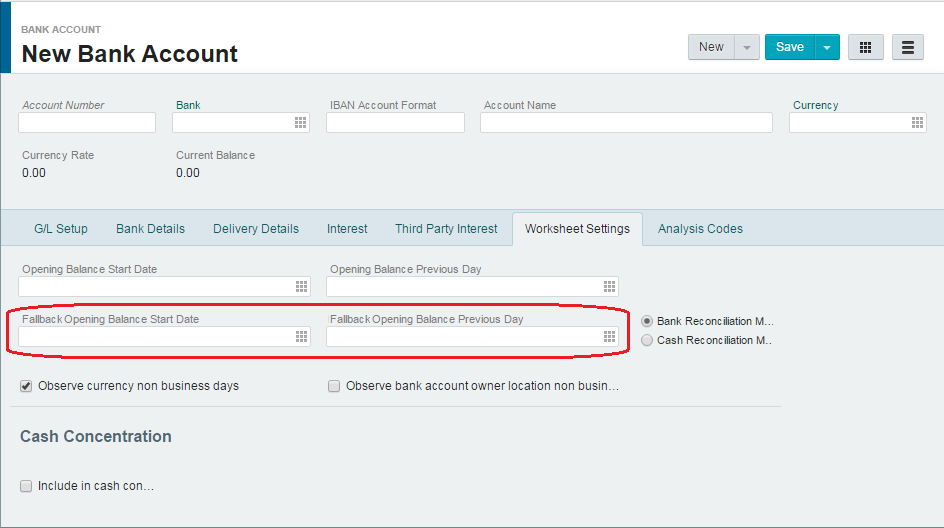 BANK ACCOUNT
New Bank Account
New
Save
Account Number
Bank
IBAN Account Format
Account Name
Currency
Currency Rate
Current Balance
0.00
0.00
G/L Setup
Bank Details
Delivery Details
Interest
Third Party Interest
Worksheet Settings
Analysis Codes
Opening Balance Start Date
Opening Balance Previous Day
Fallback Opening Balance Start Date
Fallback Opening Balance Previous Day
Bank Reconciliation M...
Cash Reconciliation M..
Observe currency non business days
Observe bank account owner location non busin...
Cash Concentration
Include in cash con...